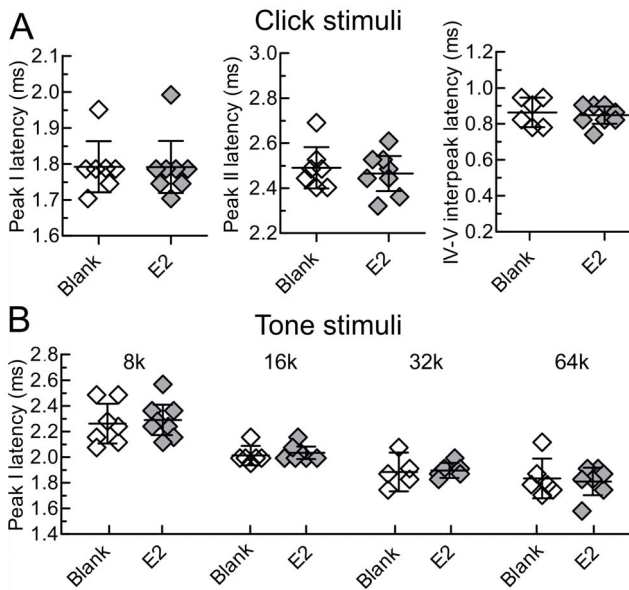 A
Click stimuli
Peak I latency (ms)
2.1
2.0
1.9
1.8
1.7
1.6
Blank
E2
Peak II latency (ms)
3.0
2.8
2.6
2.4
2.2
Blank
E2
IV-V interpeak latency (ms)
1.2
1.0
0.8
0.6
0.4
0.2
Blank
E2
B
Tone stimuli
Peak I latency (ms)
2.8
2.6
2.4
2.2
2.0
1.8
1.6
1.4
8k
16k
32k
64k
Blank
E2
Blank
E2
Blank
E2
Blank
E2